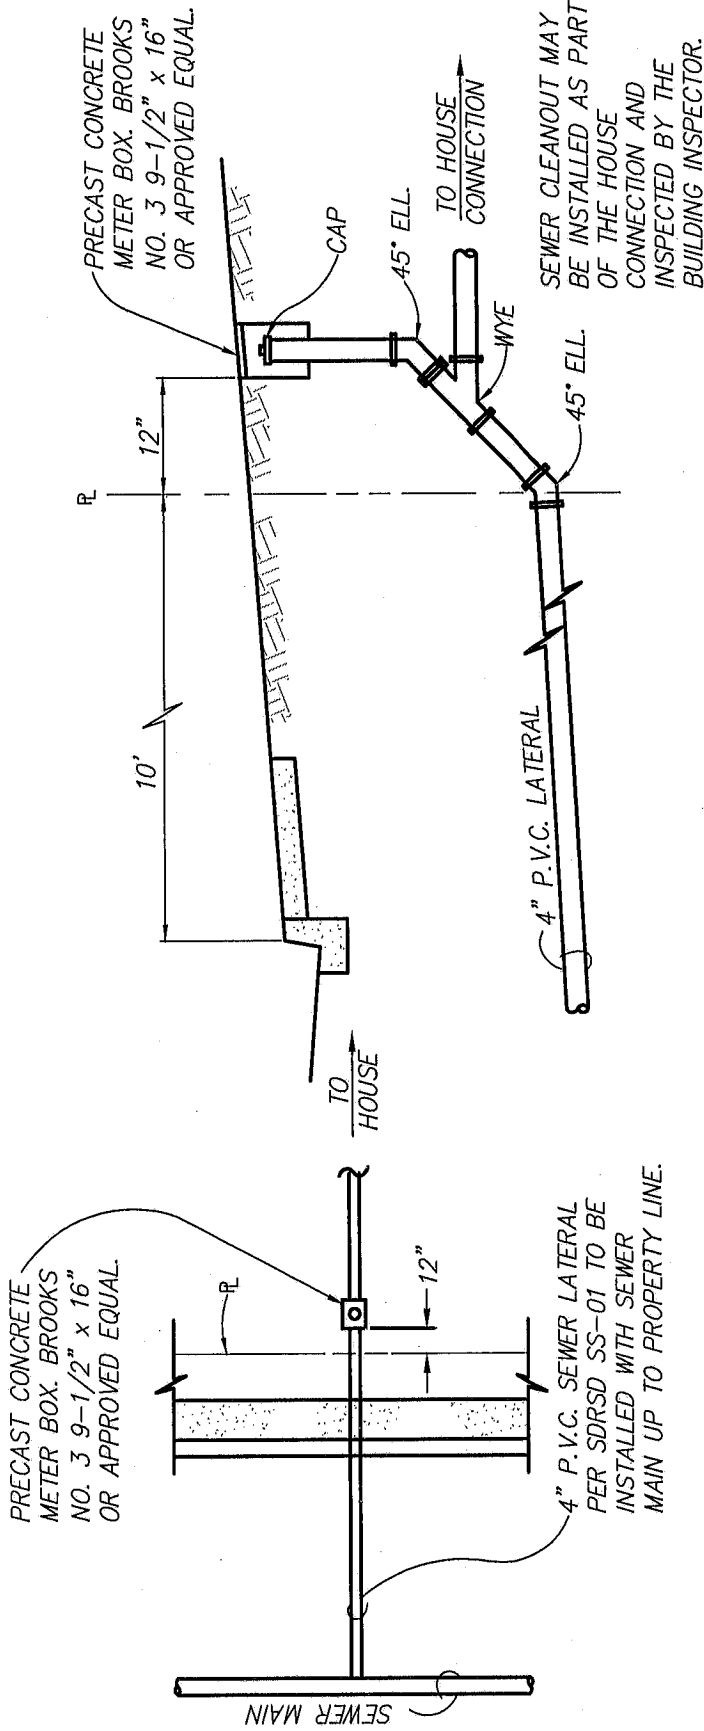 PRECAST CONCRETE
METER BOX. BROOKS
NO. 3 9-1/2" x 16"
OR APPROVED EQUAL.
PL
12"
TO
HOUSE
4" P.V.C. SEWER LATERAL
PER SDRSD SS-01 TO BE
INSTALLED WITH SEWER
MAIN UP TO PROPERTY LINE.
SEWER MAIN
PRECAST CONCRETE
METER BOX. BROOKS
NO. 3 9-1/2" x 16"
OR APPROVED EQUAL.
PL
10'
12"
CAP
45° ELL.
TO HOUSE
CONNECTION
WYE
45° ELL.
4" P.V.C. LATERAL
SEWER CLEANOUT MAY
BE INSTALLED AS PART
OF THE HOUSE
CONNECTION AND
INSPECTED BY THE
BUILDING INSPECTOR.